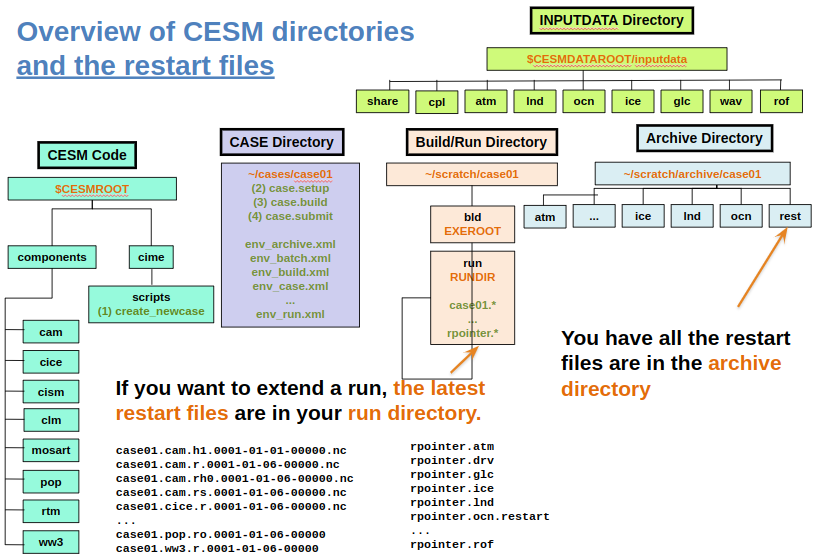 Overview of CESM directories
and the restart files
INPUTDATA Directory
$CESMDATAROOT/inputdata
share
cpl
atm
lnd
ocn
ice
glc
wav
rof
CESM Code
$CESMROOT
components
cime
scripts
(1) create_newcase
cam
cice
cism
clm
mosart
pop
rtm
ww3
CASE Directory
~/cases/case01
(2) case.setup
(3) case.build
(4) case.submit
env_archive.xml
env_batch.xml
env_build.xml
env_case.xml
...
env_run.xml
Build/Run Directory
~/scratch/case01
bld
EXEROOT
run
RUNDIR
case01.*
...
rpointer.*
Archive Directory
~/scratch/archive/case01
atm
...
ice
lnd
ocn
rest
You have all the restart
files are in the archive
directory
If you want to extend a run, the latest
restart files are in your run directory.
case01.cam.h1.0001-01-01-00000.nc
case01.cam.r.0001-01-06-00000.nc
case01.cam.rh0.0001-01-06-00000.nc
case01.cam.rs.0001-01-06-00000.nc
case01.cice.r.0001-01-06-00000.nc
...
case01.pop.ro.0001-01-06-00000
case01.ww3.r.0001-01-06-00000
rpointer.atm
rpointer.drv
rpointer.glc
rpointer.ice
rpointer.lnd
rpointer.ocn.restart
...
rpointer.rof